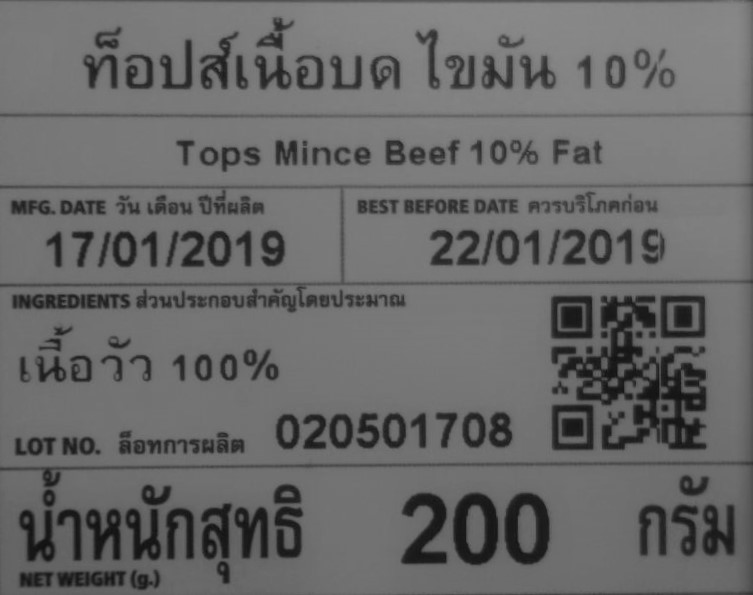 ท็อปส์เนื้อบด ไขมัน 10%
Tops Mince Beef 10% Fat
MFG. DATE วัน เดือน ปีที่ผลิต
17/01/2019
BEST BEFORE DATE ควรบริโภคก่อน
22/01/2019
INGREDIENTS ส่วนประกอบสำคัญโดยประมาณ
เนื้อวัว 100%
LOT NO. ล็อทการผลิต 020501708
น้ำหนักสุทธิ 200 กรัม
NET WEIGHT (g.)